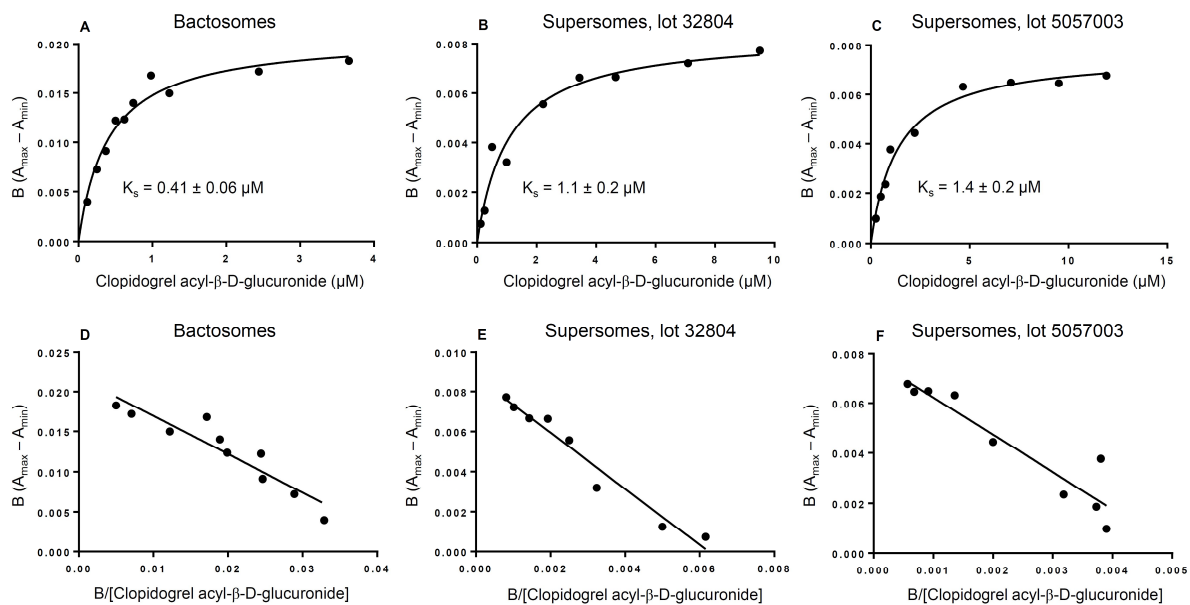 A
Bactosomes
B (Amax − Amin)
0.020
0.015
0.010
0.005
0.000
Ks = 0.41 ± 0.06 µM
0
1
2
3
4
Clopidogrel acyl-β-D-glucuronide (µM)
B
Supersomes, lot 32804
B (Amax − Amin)
0.008
0.006
0.004
0.002
0.000
Ks = 1.1 ± 0.2 µM
0
2
4
6
8
10
Clopidogrel acyl-β-D-glucuronide (µM)
C
Supersomes, lot 5057003
B (Amax − Amin)
0.008
0.006
0.004
0.002
0.000
Ks = 1.4 ± 0.2 µM
0
5
10
15
Clopidogrel acyl-β-D-glucuronide (µM)
D
Bactosomes
B (Amax − Amin)
0.025
0.020
0.015
0.010
0.005
0.000
0.00
0.01
0.02
0.03
0.04
B/[Clopidogrel acyl-β-D-glucuronide]
E
Supersomes, lot 32804
B (Amax − Amin)
0.010
0.008
0.006
0.004
0.002
0.000
0.000
0.002
0.004
0.006
0.008
B/[Clopidogrel acyl-β-D-glucuronide]
F
Supersomes, lot 5057003
B (Amax − Amin)
0.008
0.006
0.004
0.002
0.000
0.000
0.001
0.002
0.003
0.004
0.005
B/[Clopidogrel acyl-β-D-glucuronide]